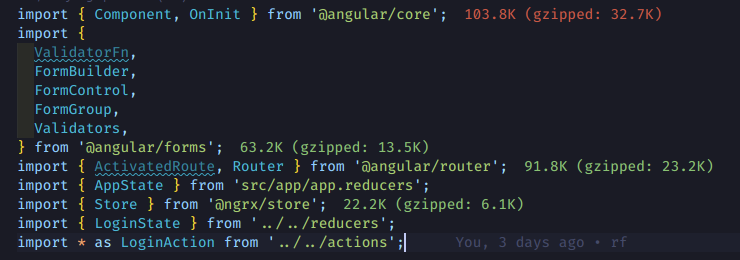 import { Component, OnInit } from '@angular/core';  103.8K (gzipped: 32.7K)
import {
  ValidatorFn,
  FormBuilder,
  FormControl,
  FormGroup,
  Validators,
} from '@angular/forms';  63.2K (gzipped: 13.5K)
import { ActivatedRoute, Router } from '@angular/router';  91.8K (gzipped: 23.2K)
import { AppState } from 'src/app/app.reducers';
import { Store } from '@ngrx/store';  22.2K (gzipped: 6.1K)
import { LoginState } from '../../reducers';
import * as LoginAction from '../../actions';  You, 3 days ago • rf